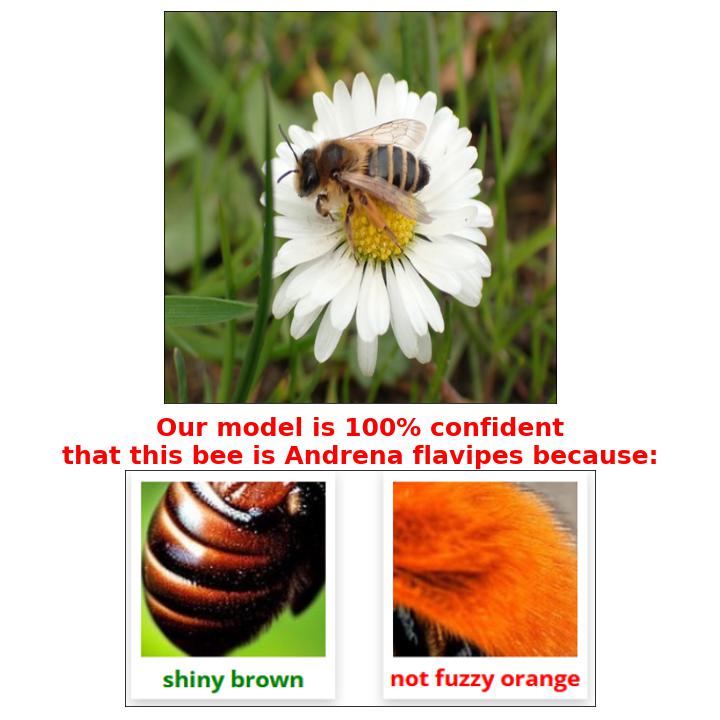 Our model is 100% confident
that this bee is Andrena flavipes because:
shiny brown
not fuzzy orange